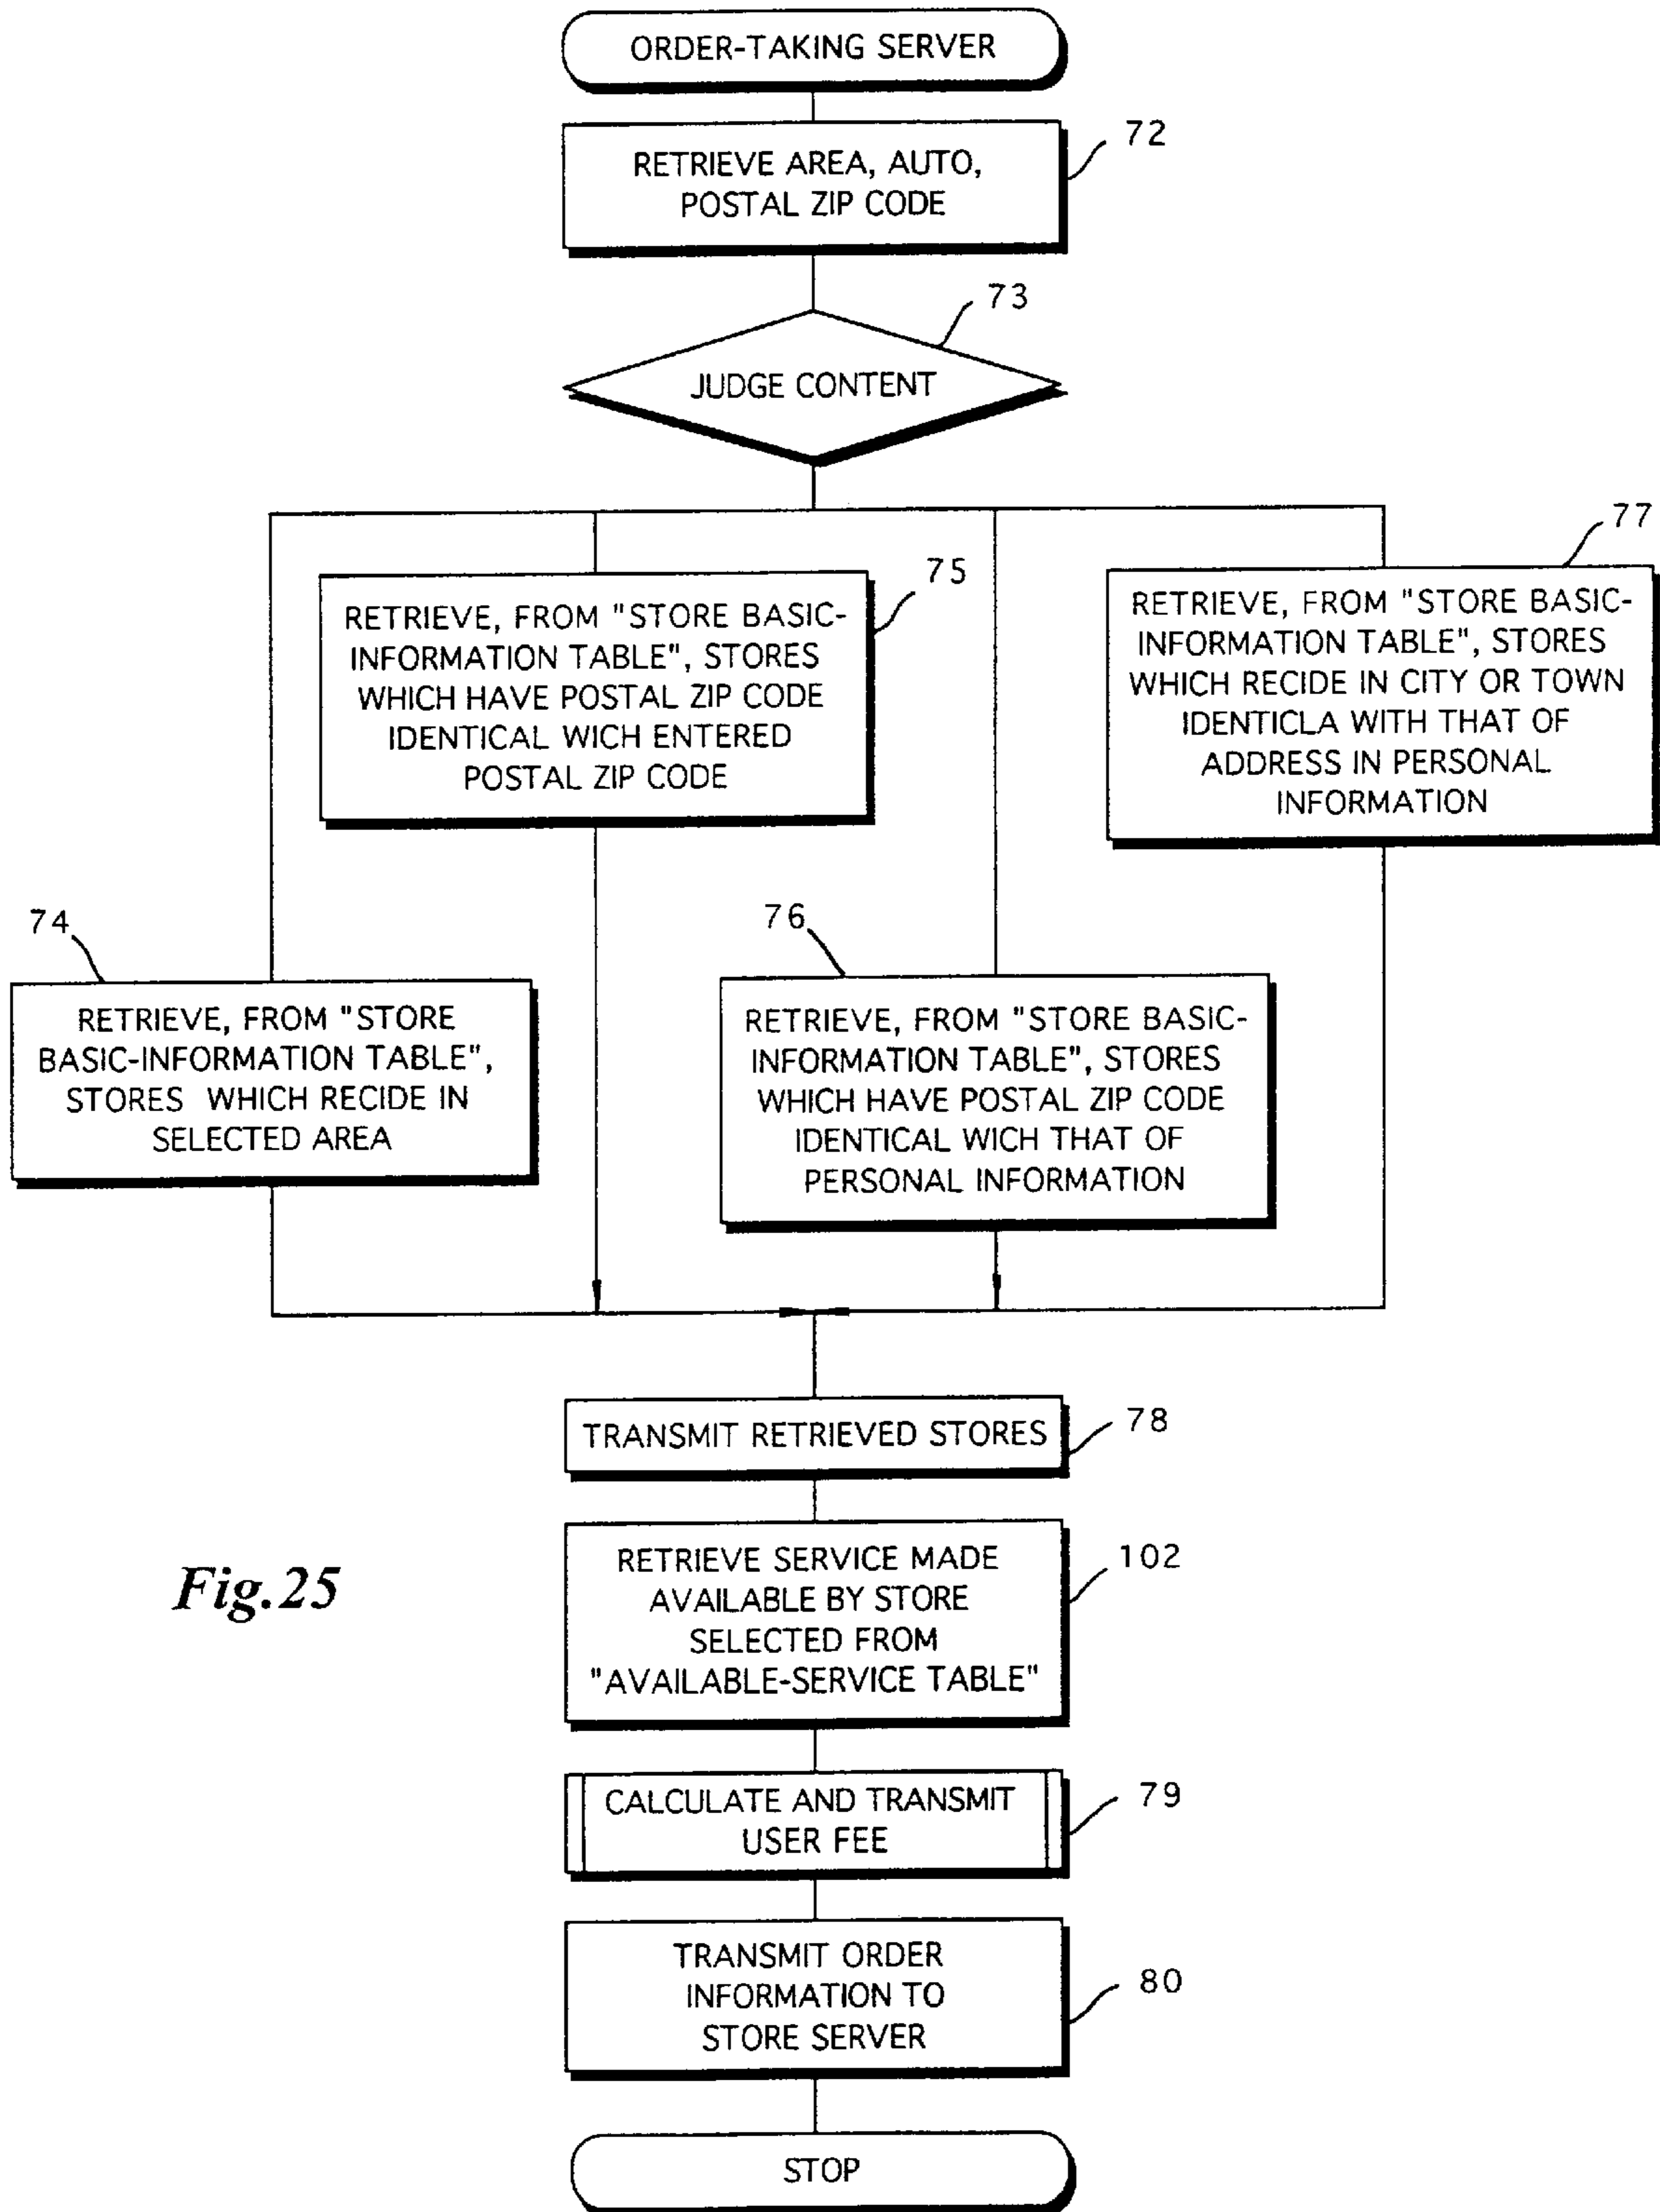 ORDER-TAKING SERVER
72
RETRIEVE AREA, AUTO,
POSTAL ZIP CODE
73
JUDGE CONTENT
75
RETRIEVE, FROM "STORE BASIC-
INFORMATION TABLE", STORES
WHICH HAVE POSTAL ZIP CODE
IDENTICAL WICH ENTERED
POSTAL ZIP CODE
77
RETRIEVE, FROM "STORE BASIC-
INFORMATION TABLE", STORES
WHICH RECIDE IN CITY OR TOWN
IDENTICLA WITH THAT OF
ADDRESS IN PERSONAL
INFORMATION
74
RETRIEVE, FROM "STORE
BASIC-INFORMATION TABLE",
STORES WHICH RECIDE IN
SELECTED AREA
76
RETRIEVE, FROM "STORE BASIC-
INFORMATION TABLE", STORES
WHICH HAVE POSTAL ZIP CODE
IDENTICAL WICH THAT OF
PERSONAL INFORMATION
TRANSMIT RETRIEVED STORES
78
Fig.25
RETRIEVE SERVICE MADE
AVAILABLE BY STORE
SELECTED FROM
"AVAILABLE-SERVICE TABLE"
102
CALCULATE AND TRANSMIT
USER FEE
79
TRANSMIT ORDER
INFORMATION TO
STORE SERVER
80
STOP